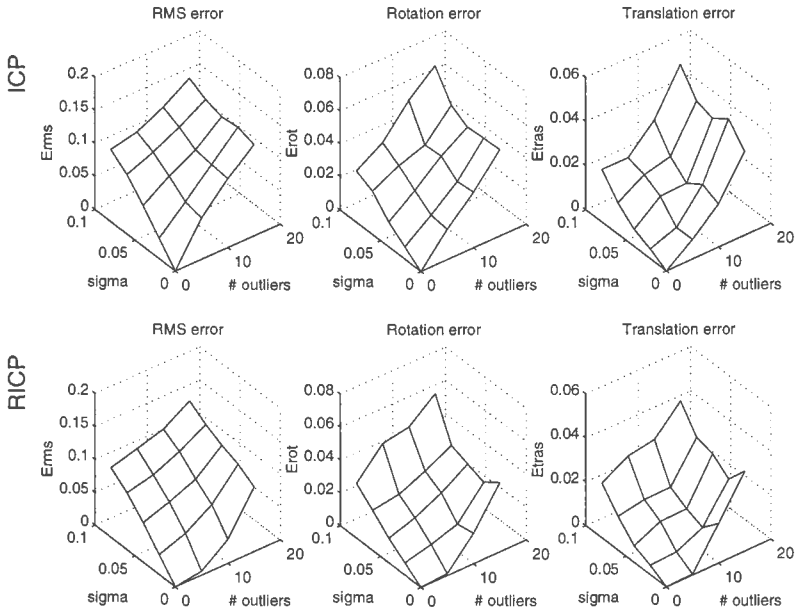 ICP
RMS error
Rotation error
Translation error
0.2
0.15
0.1
0.05
0
0.1
0.05
0
0
10
20
Erms
sigma
# outliers
0.08
0.06
0.04
0.02
0
0.1
0.05
0
0
10
20
Erot
sigma
# outliers
0.06
0.04
0.02
0
0.1
0.05
0
0
10
20
Etras
sigma
# outliers
RICP
RMS error
Rotation error
Translation error
0.2
0.15
0.1
0.05
0
0.1
0.05
0
0
10
20
Erms
sigma
# outliers
0.08
0.06
0.04
0.02
0
0.1
0.05
0
0
10
20
Erot
sigma
# outliers
0.06
0.04
0.02
0
0.1
0.05
0
0
10
20
Etras
sigma
# outliers